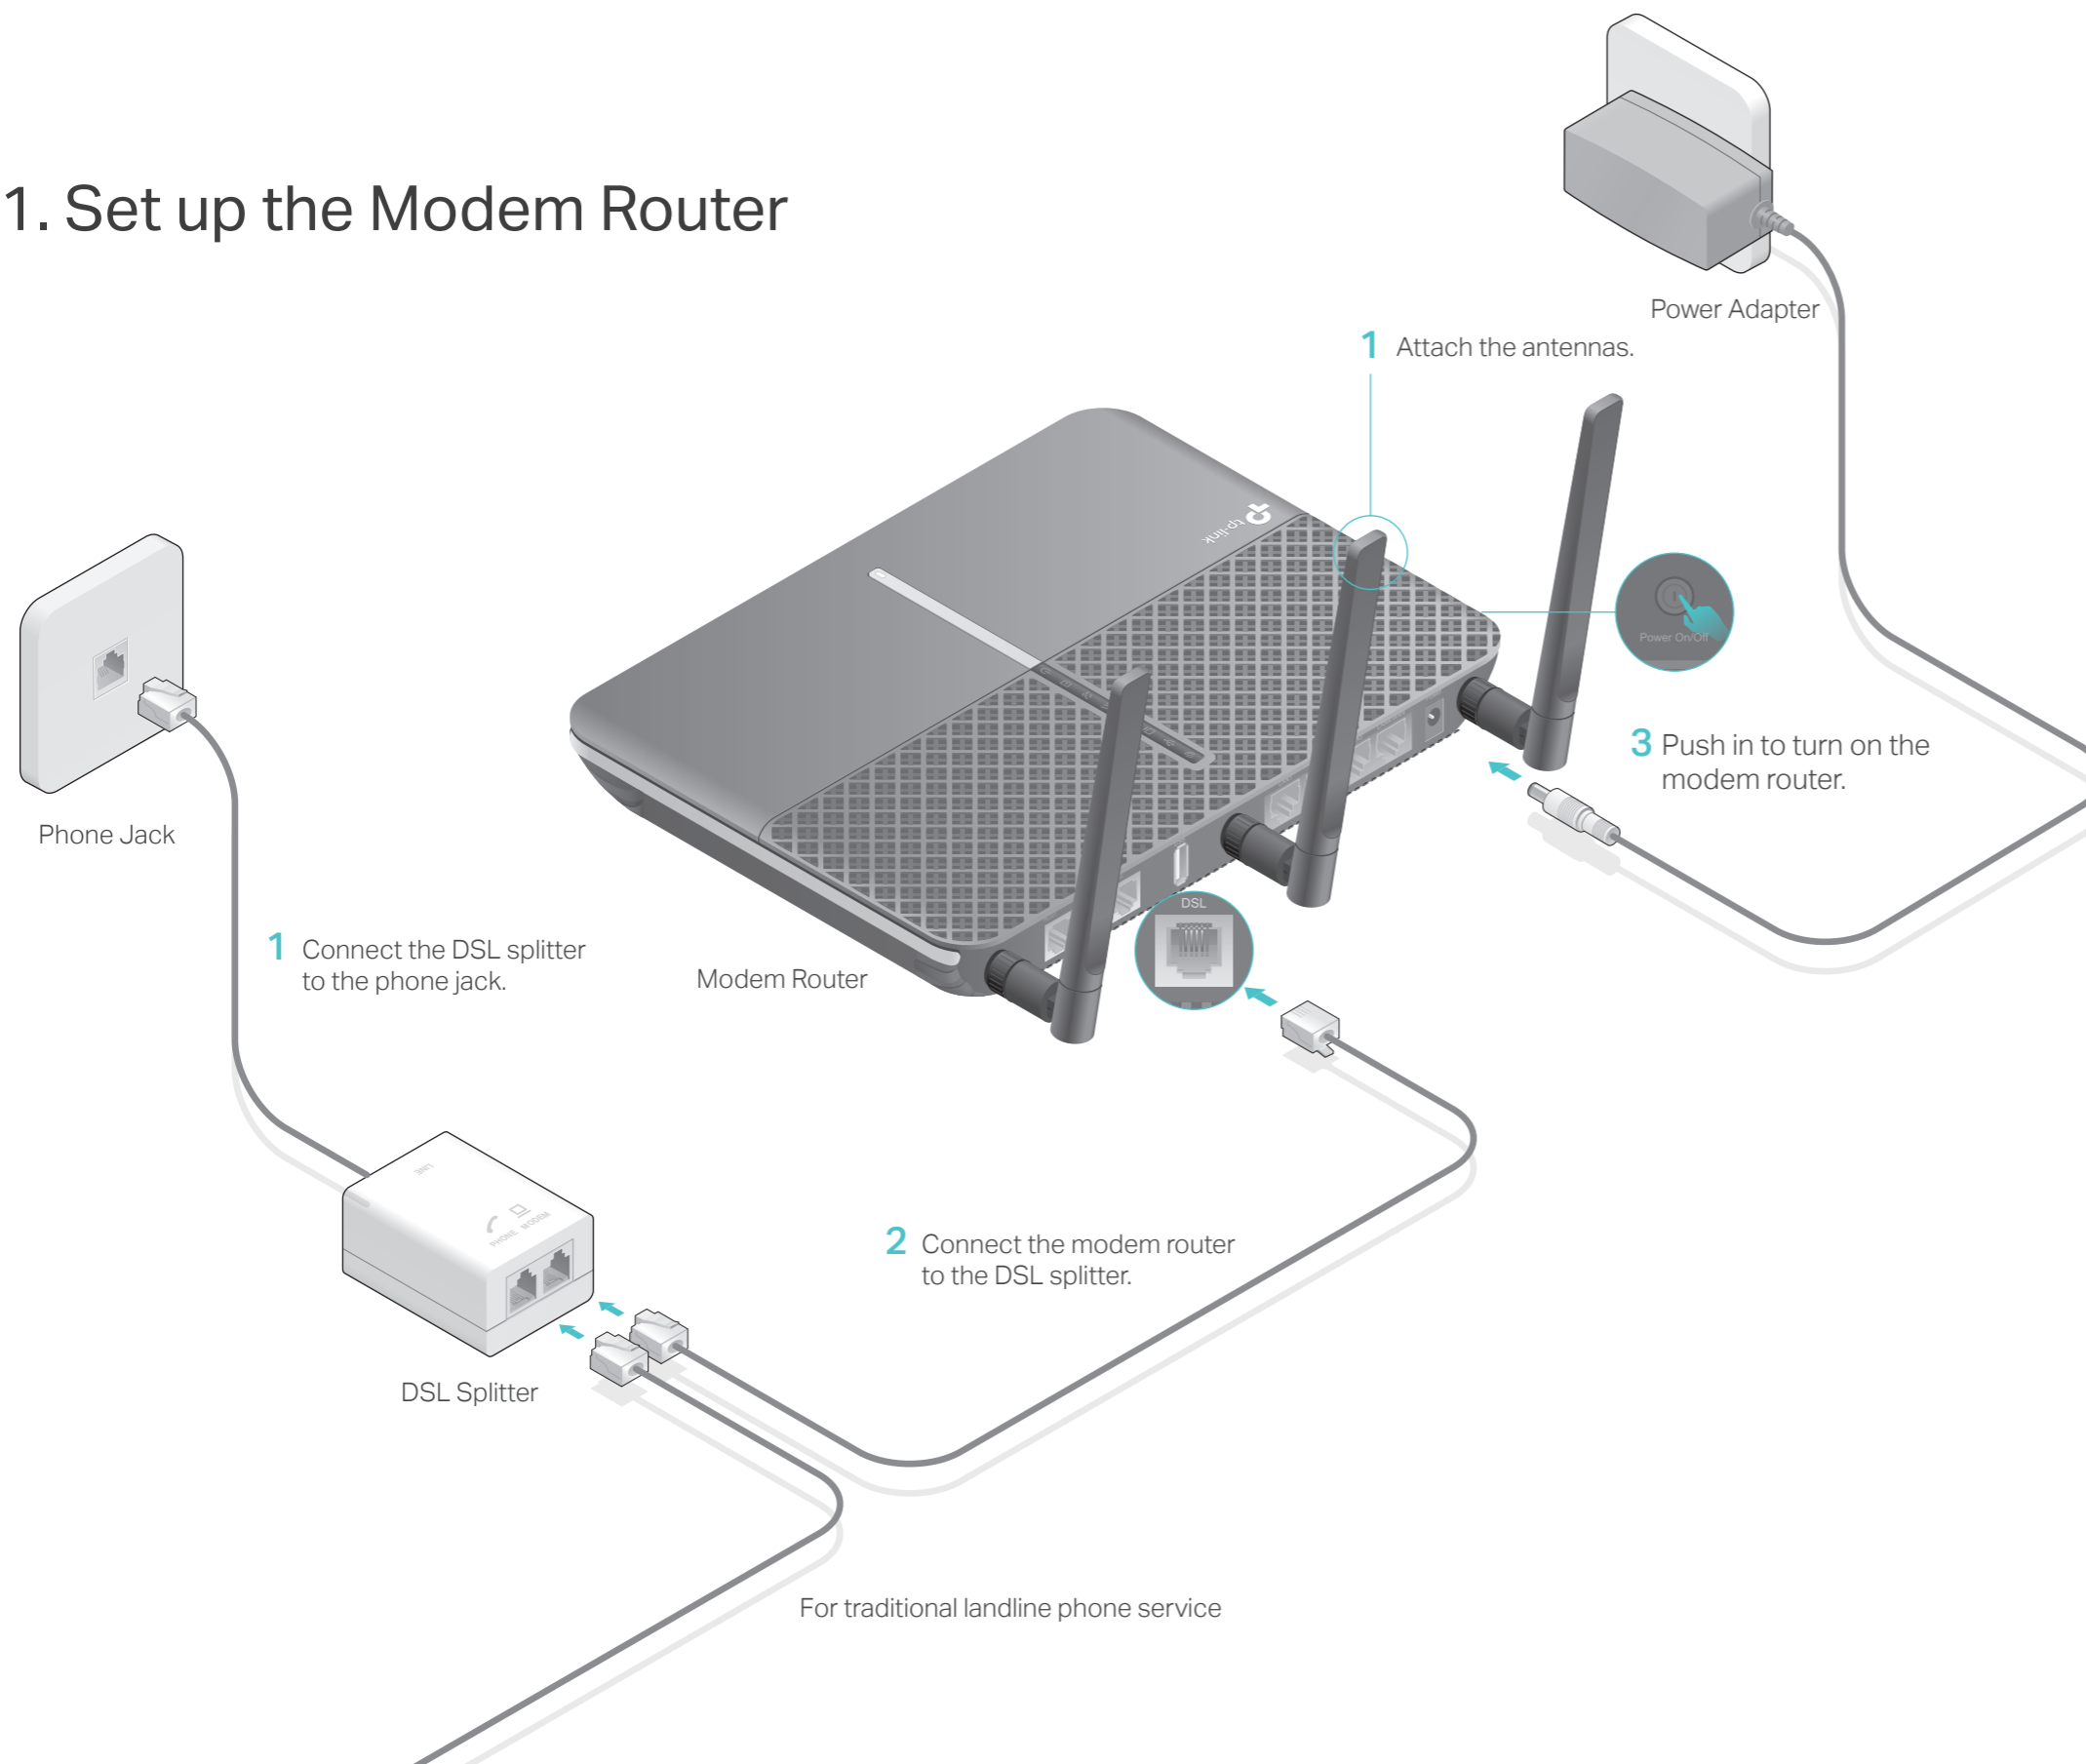 1. Set up the Modem Router
Power Adapter
1 Attach the antennas.
tp-link
Power On/Off
3 Push in to turn on the
modem router.
Phone Jack
DSL
1 Connect the DSL splitter
to the phone jack.
Modem Router
LINE
PHONE MODEM
2 Connect the modem router
to the DSL splitter.
DSL Splitter
For traditional landline phone service